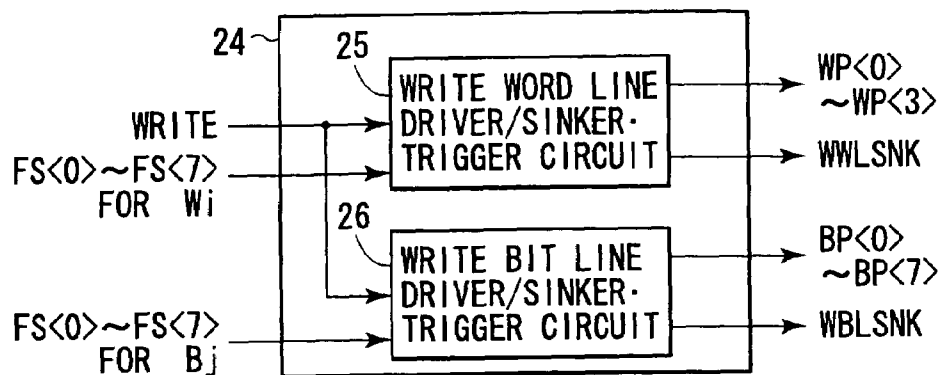 24
25
WRITE WORD LINE
DRIVER/SINKER·
TRIGGER CIRCUIT
WRITE
FS<0>~FS<7>
FOR Wi
WP<0>
~WP<3>
WWLSNK
26
WRITE BIT LINE
DRIVER/SINKER·
TRIGGER CIRCUIT
FS<0>~FS<7>
FOR Bj
BP<0>
~BP<7>
WBLSNK